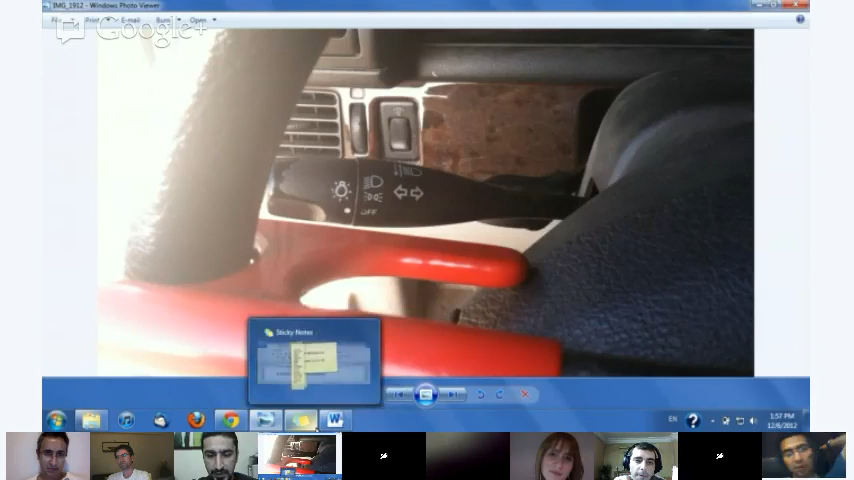 IMG_1912 - Windows Photo Viewer
Print E-mail Burn Open
Google+
OFF
Sticky Notes
EN
1:57 PM
12/6/2012